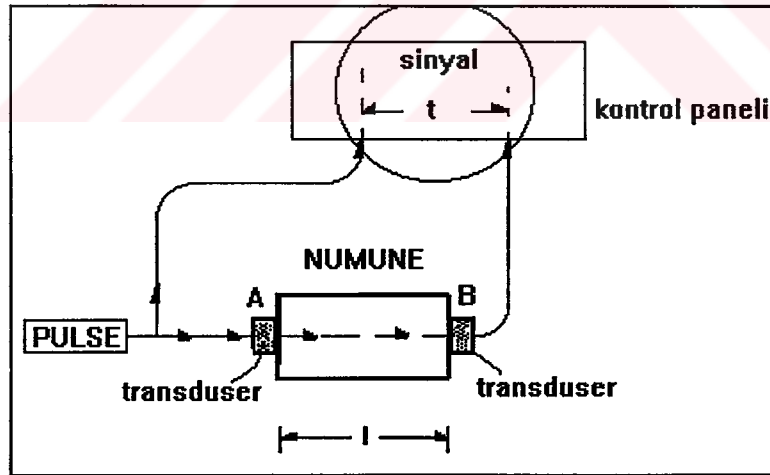 sinyal
t
kontrol paneli
NUMUNE
A
B
PULSE
transduser
transduser
l